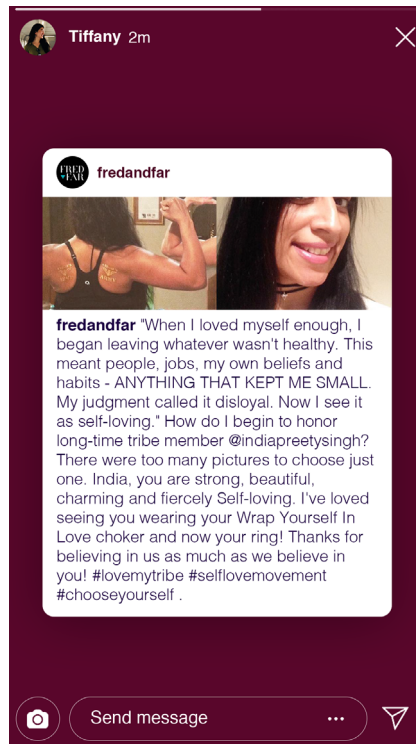 Tiffany 2m
FRED
FAR
fredandfar
fredandfar "When I loved myself enough, I
began leaving whatever wasn't healthy. This
meant people, jobs, my own beliefs and
habits - ANYTHING THAT KEPT ME SMALL.
My judgment called it disloyal. Now I see it
as self-loving." How do I begin to honor
long-time tribe member @indiapreetysingh?
There were too many pictures to choose just
one. India, you are strong, beautiful,
charming and fiercely Self-loving. I've loved
seeing you wearing your Wrap Yourself In
Love choker and now your ring! Thanks for
believing in us as much as we believe in
you! #lovemytribe #selflovemovement
#chooseyourself .
Send message